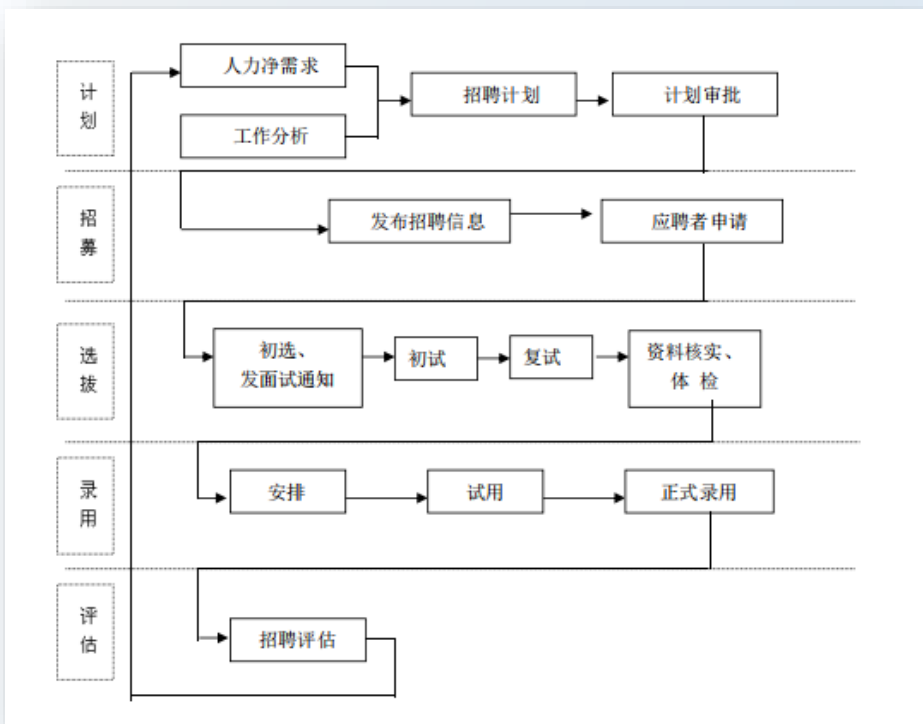 计
划
人力净需求
工作分析
招聘计划
计划审批
招
募
发布招聘信息
应聘者申请
选
拔
初选、
发面试通知
初试
复试
资料核实、
体 检
录
用
安排
试用
正式录用
评
估
招聘评估